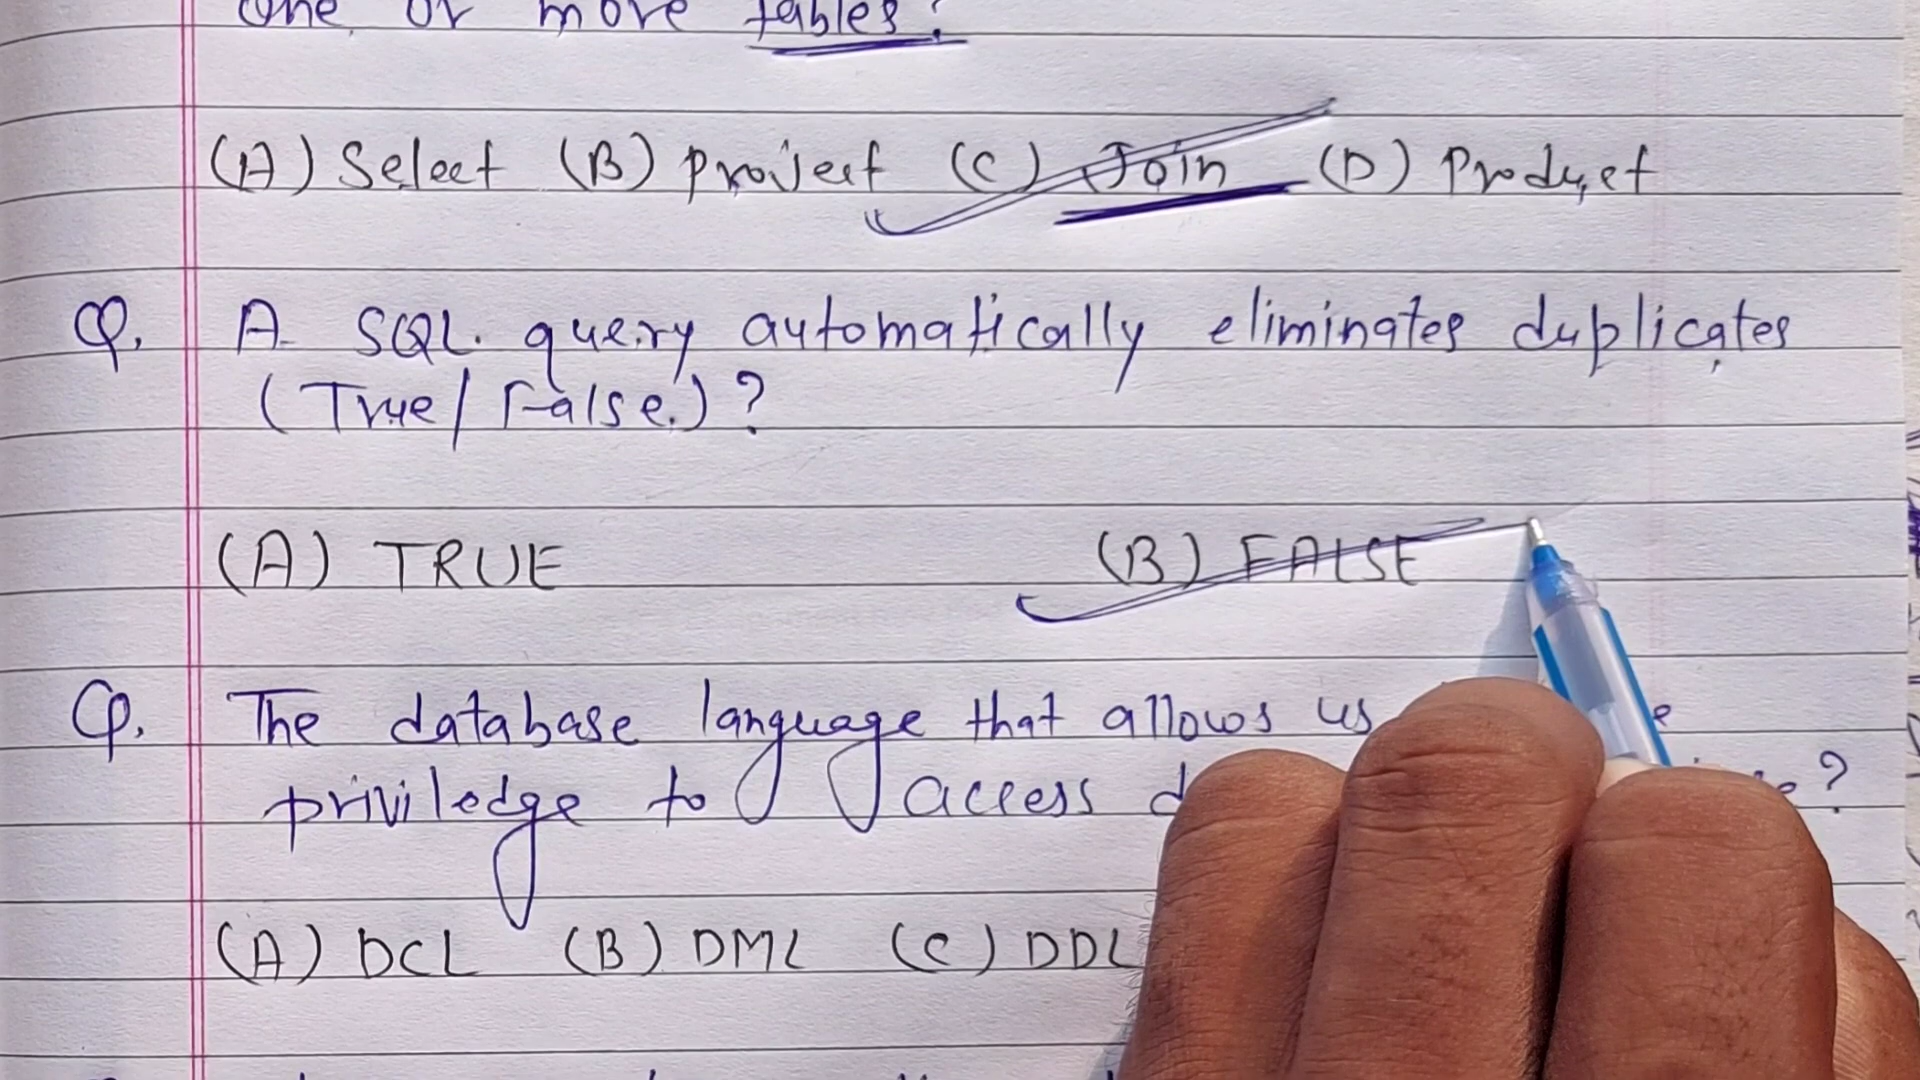 one or more tables?
(A) Select (B) project (C) Join (D) Product
Q. A SQL query automatically eliminates duplicates
(True/False)?
(A) TRUE (B) FALSE
Q. The database language that allows us
priviledge to access
?
(A) DCL (B) DML (C) DDL